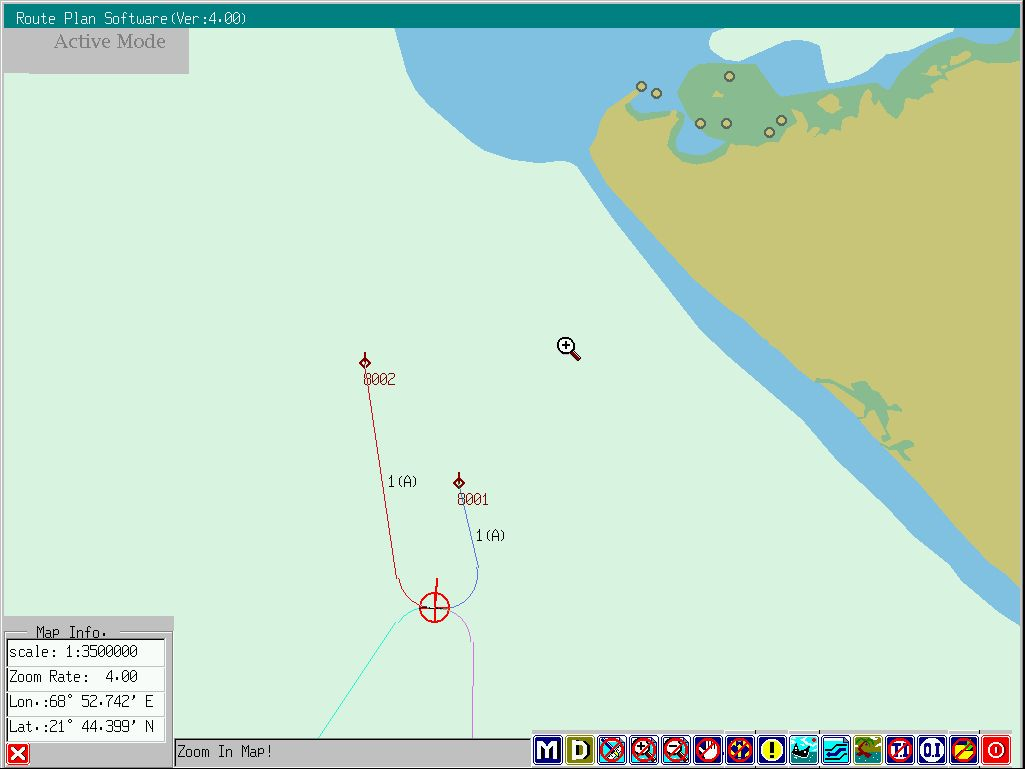 Route Plan Software(Ver:4.00)
Active Mode
8002
1(A)
8001
1(A)
Map Info.
scale: 1:3500000
Zoom Rate: 4.00
Lon.:68° 52.742' E
Lat.:21° 44.399' N
Zoom In Map!
M D T.I O.I